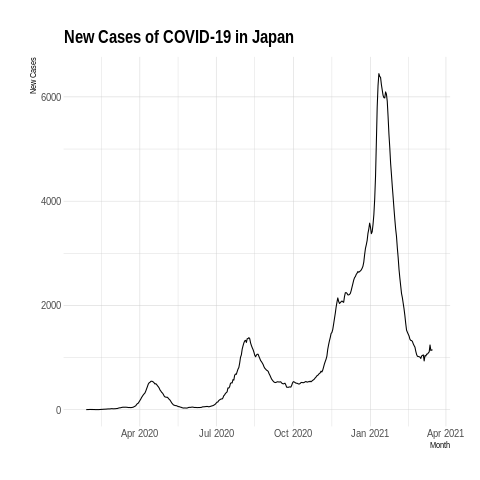 New Cases of COVID-19 in Japan
New Cases
6000
4000
2000
0
Apr 2020 Jul 2020 Oct 2020 Jan 2021 Apr 2021
Month